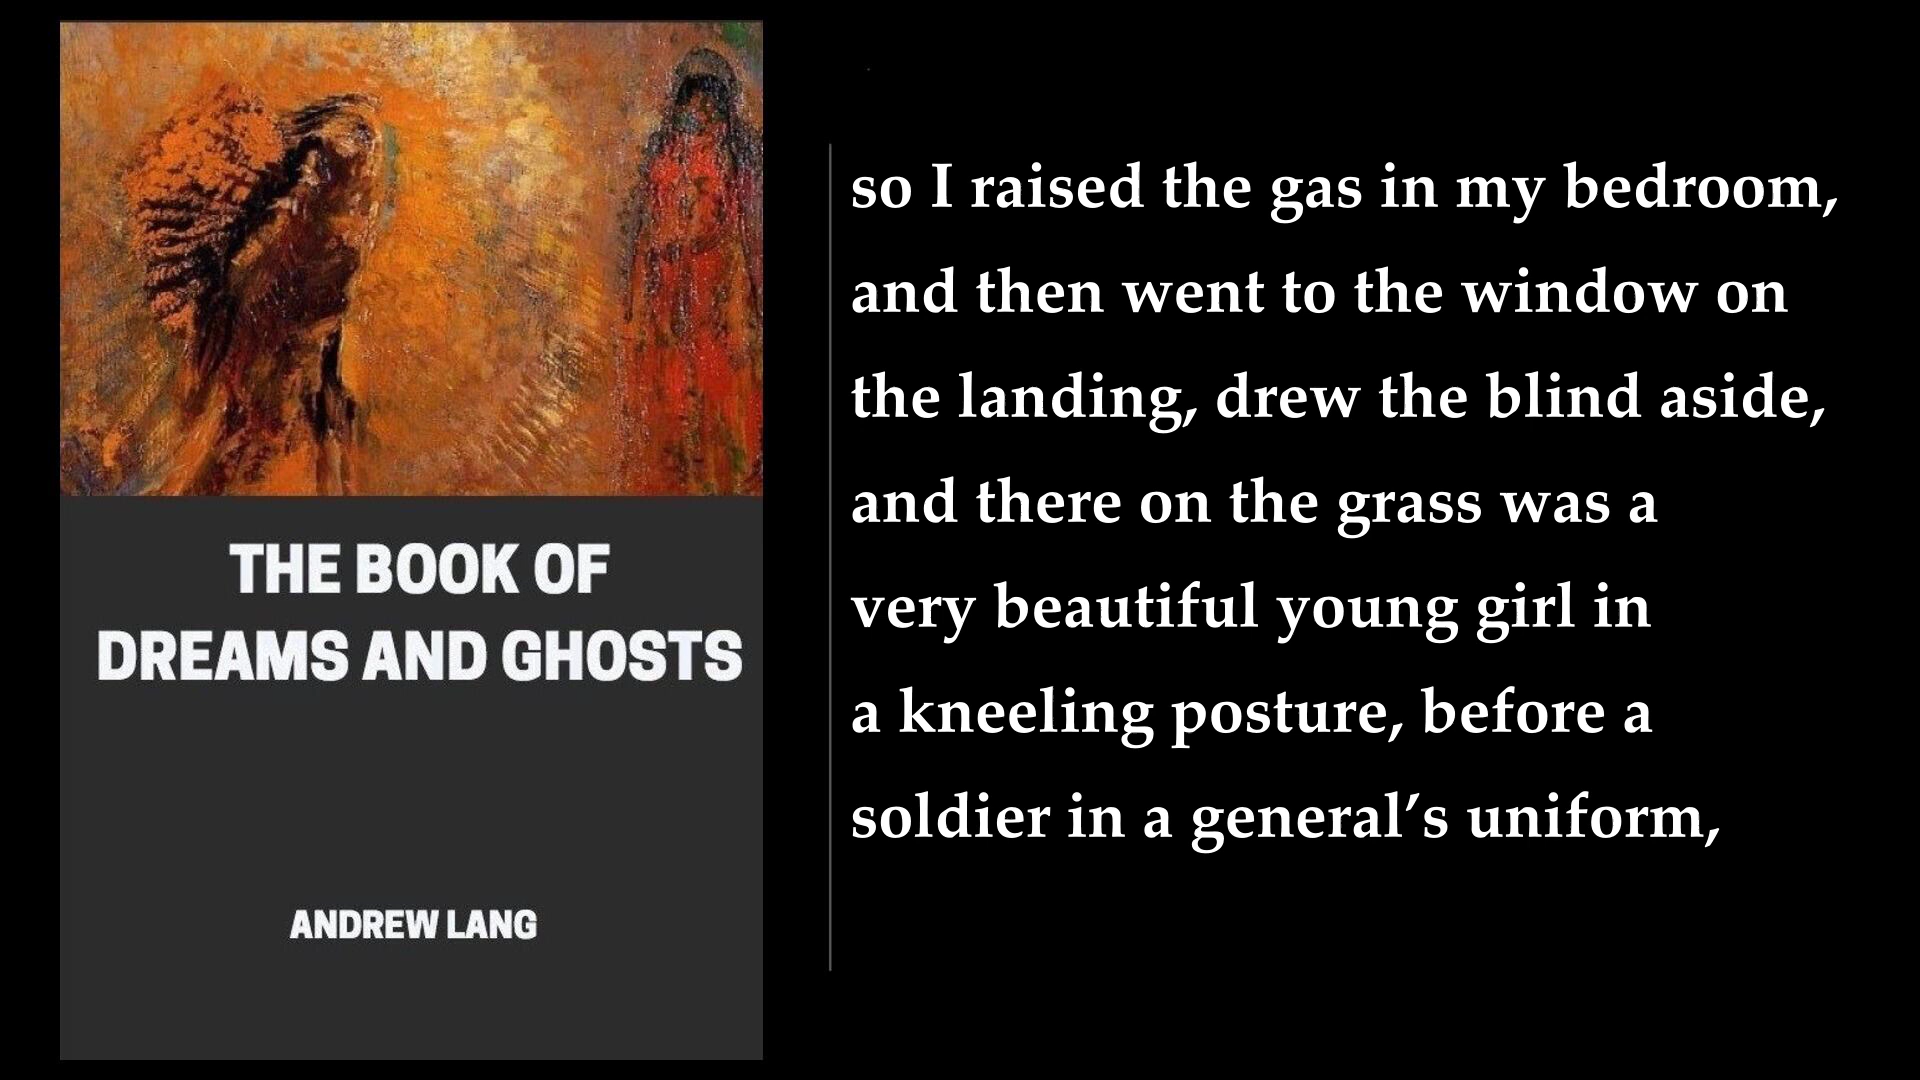 THE BOOK OF
DREAMS AND GHOSTS
ANDREW LANG
so I raised the gas in my bedroom,
and then went to the window on
the landing, drew the blind aside,
and there on the grass was a
very beautiful young girl in
a kneeling posture, before a
soldier in a general’s uniform,